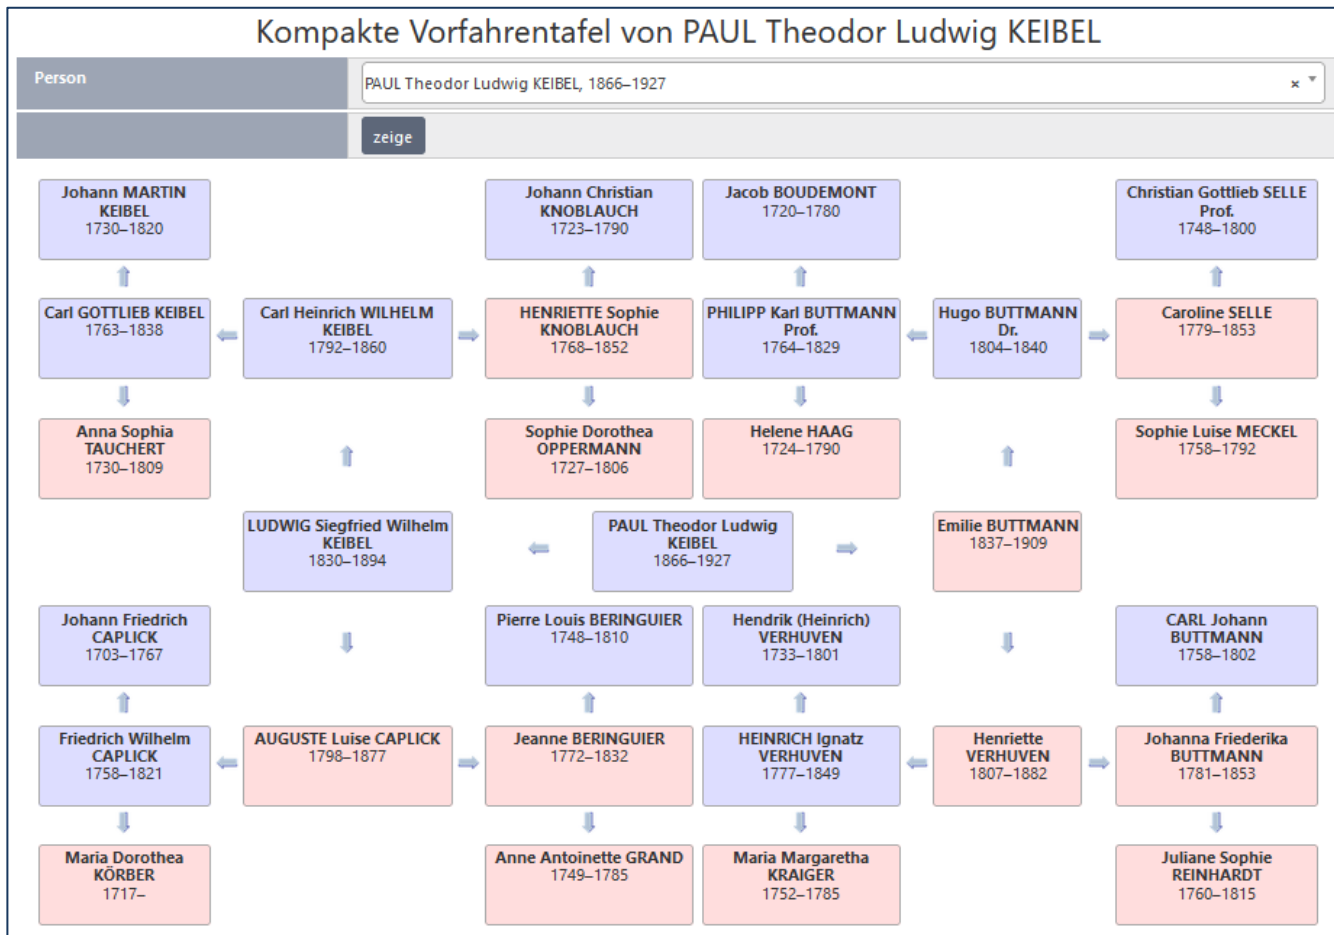 Kompakte Vorfahrentafel von PAUL Theodor Ludwig KEIBEL
Person
PAUL Theodor Ludwig KEIBEL, 1866–1927
×
zeige
Johann MARTIN
KEIBEL
1730–1820
Johann Christian
KNOBLAUCH
1723–1790
Jacob BOUDEMONT
1720–1780
Christian Gottlieb SELLE
Prof.
1748–1800
Carl GOTTLIEB KEIBEL
1763–1838
Carl Heinrich WILHELM
KEIBEL
1792–1860
HENRIETTE Sophie
KNOBLAUCH
1768–1852
PHILIPP Karl BUTTMANN
Prof.
1764–1829
Hugo BUTTMANN
Dr.
1804–1840
Caroline SELLE
1779–1853
Anna Sophia
TAUCHERT
1730–1809
Sophie Dorothea
OPPERMANN
1727–1806
Helene HAAG
1724–1790
Sophie Luise MECKEL
1758–1792
LUDWIG Siegfried Wilhelm
KEIBEL
1830–1894
PAUL Theodor Ludwig
KEIBEL
1866–1927
Emilie BUTTMANN
1837–1909
Johann Friedrich
CAPLICK
1703–1767
Pierre Louis BERINGUIER
1748–1810
Hendrik (Heinrich)
VERHUVEN
1733–1801
CARL Johann
BUTTMANN
1758–1802
Friedrich Wilhelm
CAPLICK
1758–1821
AUGUSTE Luise CAPLICK
1798–1877
Jeanne BERINGUIER
1772–1832
HEINRICH Ignatz
VERHUVEN
1777–1849
Henriette
VERHUVEN
1807–1882
Johanna Friederika
BUTTMANN
1781–1853
Maria Dorothea
KÖRBER
1717–
Anne Antoinette GRAND
1749–1785
Maria Margaretha
KRAIGER
1752–1785
Juliane Sophie
REINHARDT
1760–1815